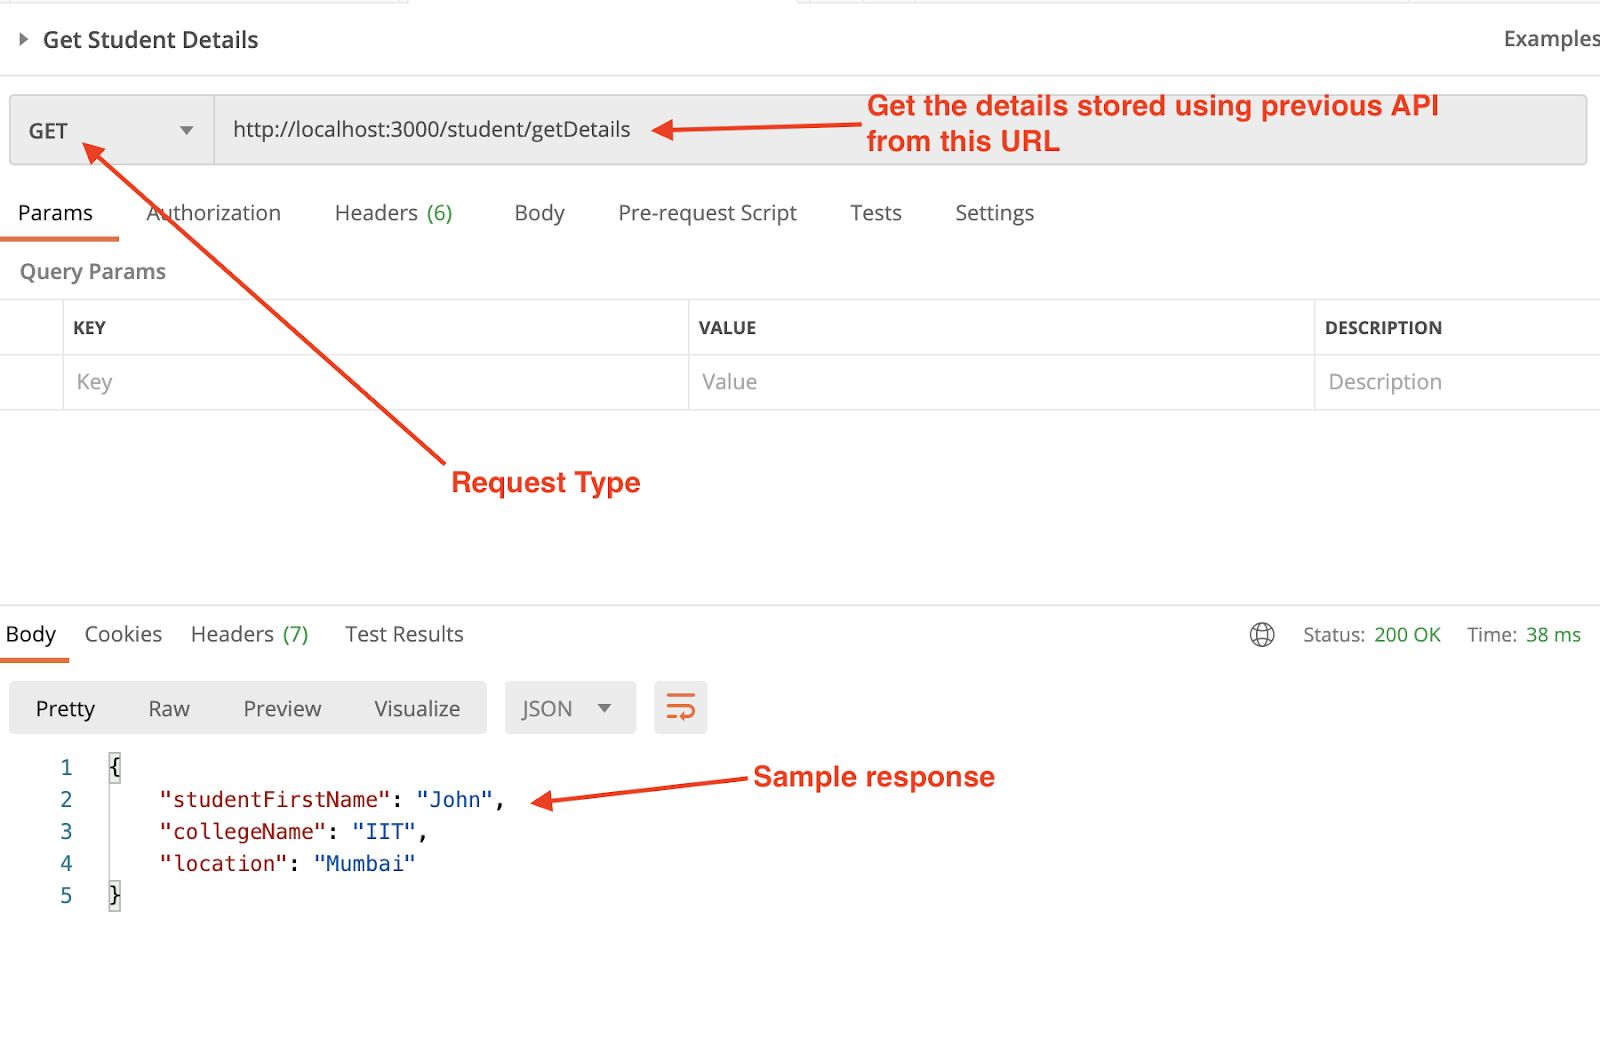 Get Student Details
Examples
GET
http://localhost:3000/student/getDetails
Get the details stored using previous API
from this URL
Params Authorization Headers (6) Body Pre-request Script Tests Settings
Query Params
KEY VALUE DESCRIPTION
Key Value Description
Request Type
Body Cookies Headers (7) Test Results Status: 200 OK Time: 38 ms
Pretty Raw Preview Visualize JSON
1 {
Sample response
2 "studentFirstName": "John",
3 "collegeName": "IIT",
4 "location": "Mumbai"
5 }